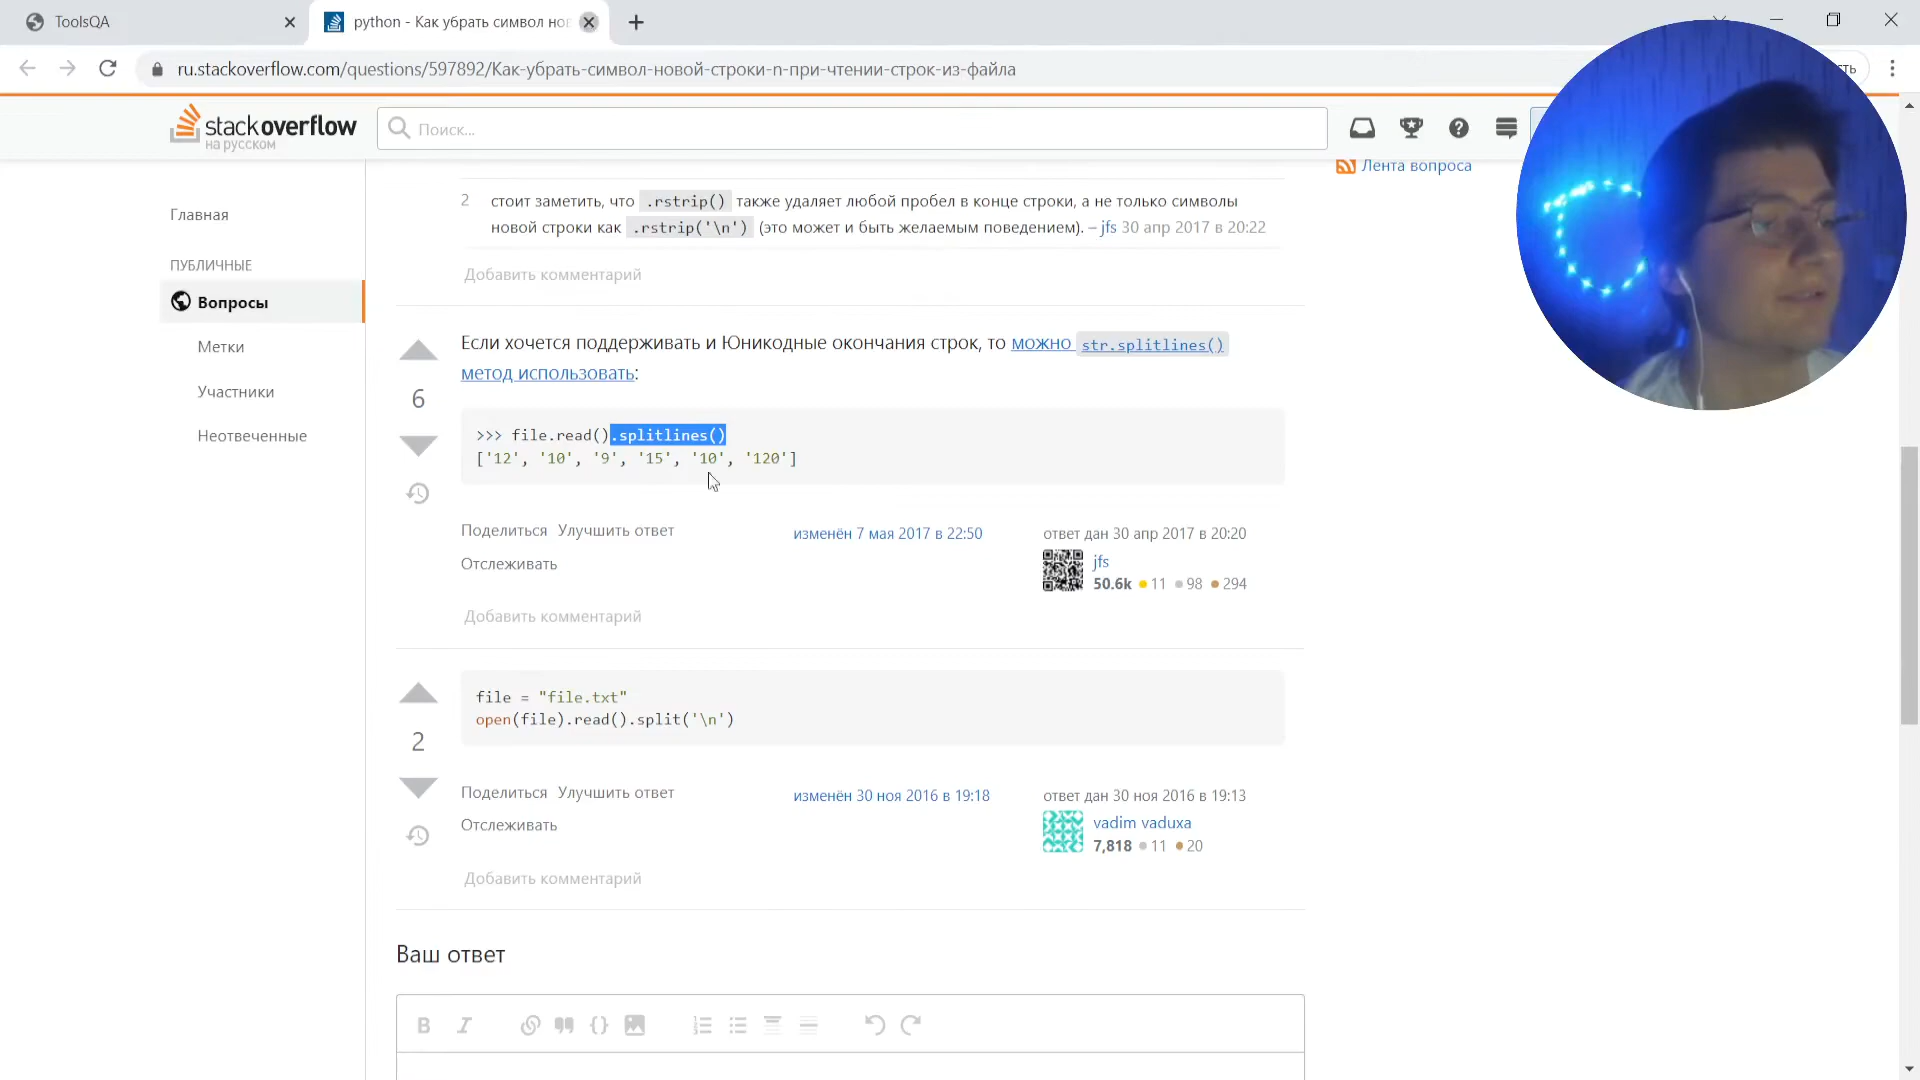 ToolsQA
python - Как убрать символ нов
ru.stackoverflow.com/questions/597892/Как-убрать-символ-новой-строки-n-при-чтении-строк-из-файла
ть
stackoverflow
на русском
Поиск...
Лента вопроса
Главная
ПУБЛИЧНЫЕ
Вопросы
Метки
Участники
Неотвеченные
2 стоит заметить, что .rstrip() также удаляет любой пробел в конце строки, а не только символы
новой строки как .rstrip('\n') (это может и быть желаемым поведением). – jfs 30 апр 2017 в 20:22
Добавить комментарий
Если хочется поддерживать и Юникодные окончания строк, то можно str.splitlines()
метод использовать:
6
>>> file.read().splitlines()
['12', '10', '9', '15', '10', '120']
Поделиться Улучшить ответ
Отслеживать
изменён 7 мая 2017 в 22:50
ответ дан 30 апр 2017 в 20:20
jfs
50.6k 11 98 294
Добавить комментарий
2
file = "file.txt"
open(file).read().split('\n')
Поделиться Улучшить ответ
Отслеживать
изменён 30 ноя 2016 в 19:18
ответ дан 30 ноя 2016 в 19:13
vadim vaduxa
7,818 11 20
Добавить комментарий
Ваш ответ
B I